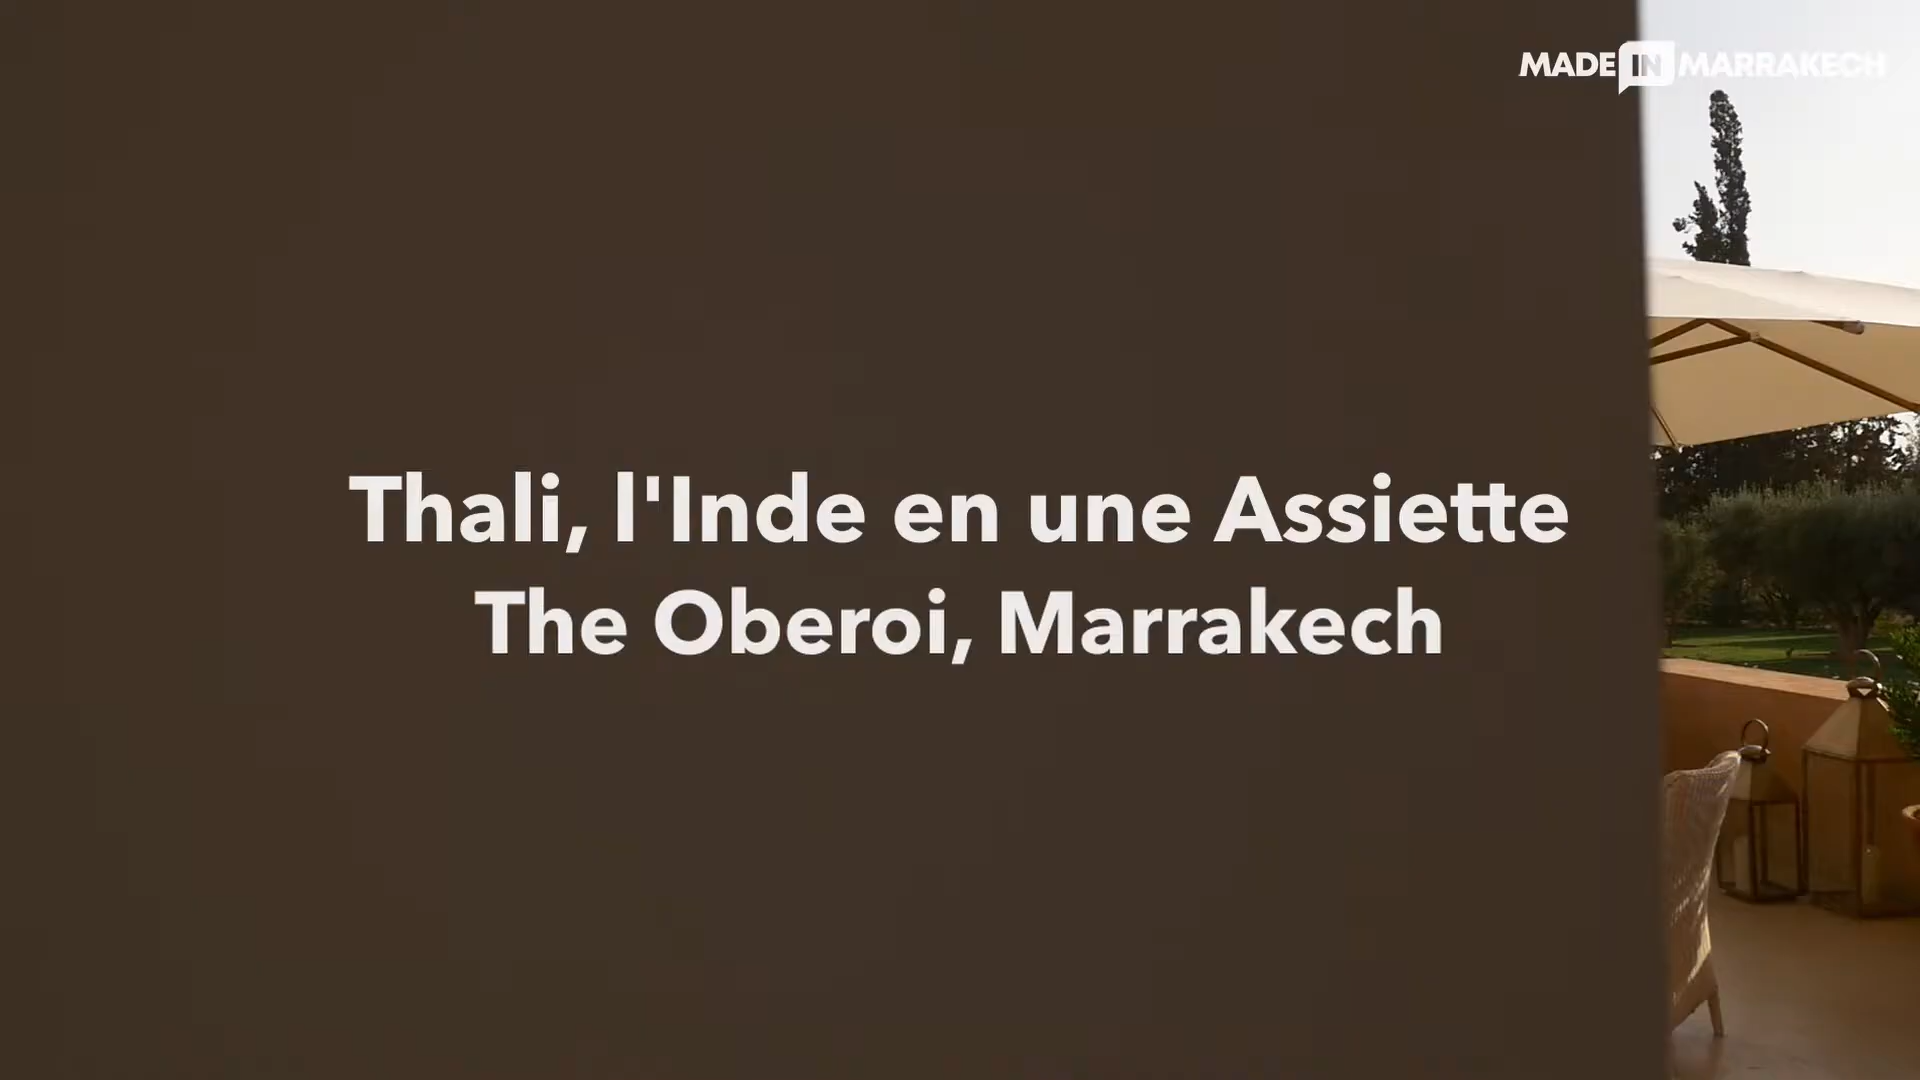 MADE IN MARRAKECH
Thali, l'Inde en une Assiette
The Oberoi, Marrakech